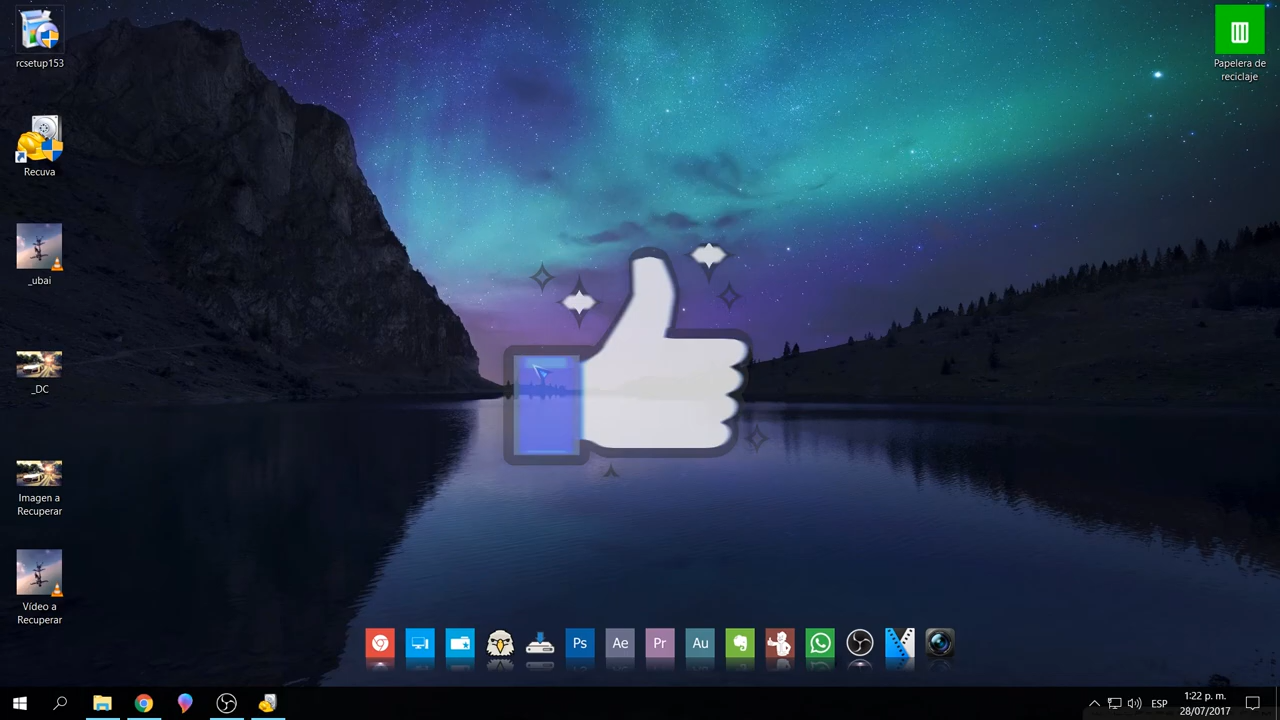 rcsetup153
Recuva
_ubai
_DC
Imagen a
Recuperar
Vídeo a
Recuperar
Papelera de
reciclaje
Ps
Ae
Pr
Au
ESP
1:22 p. m.
28/07/2017